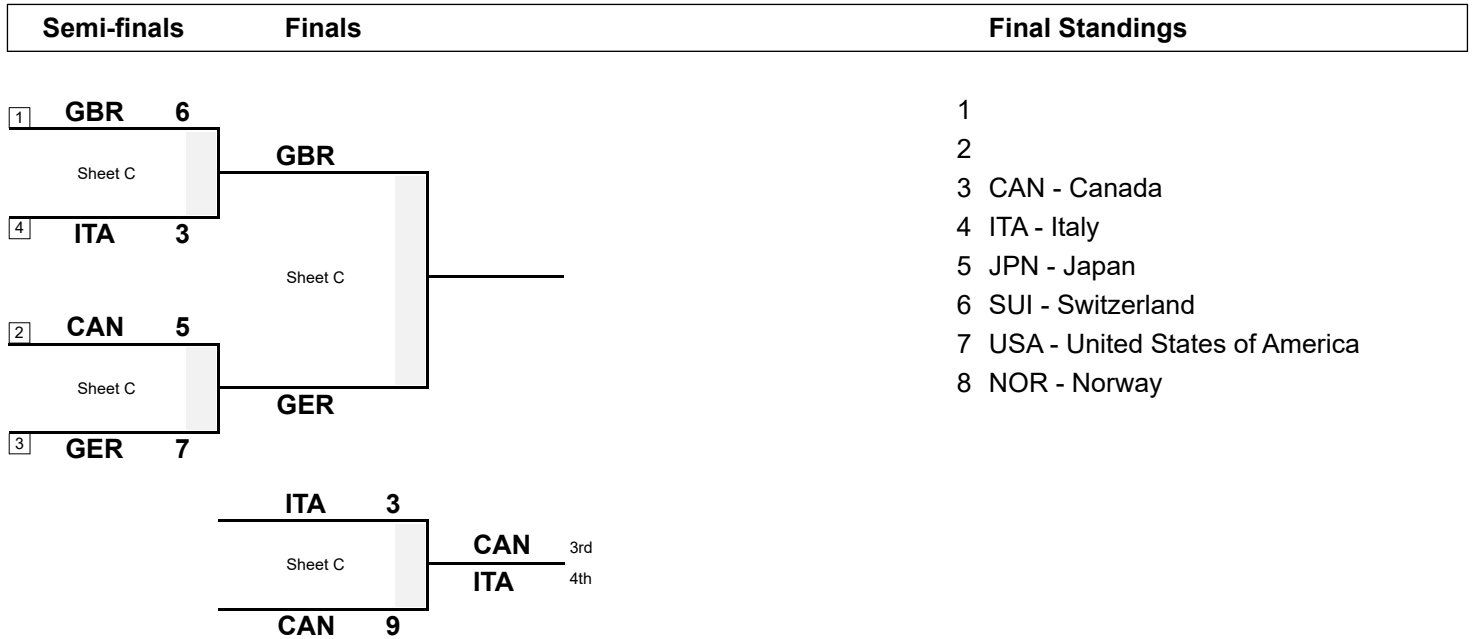 Semi-finals Finals Final Standings
1 GBR 6
Sheet C
4 ITA 3
GBR
Sheet C
2 CAN 5
Sheet C
3 GER 7
GER
ITA 3
Sheet C
CAN 9
CAN 3rd
ITA 4th
1
2
3 CAN - Canada
4 ITA - Italy
5 JPN - Japan
6 SUI - Switzerland
7 USA - United States of America
8 NOR - Norway